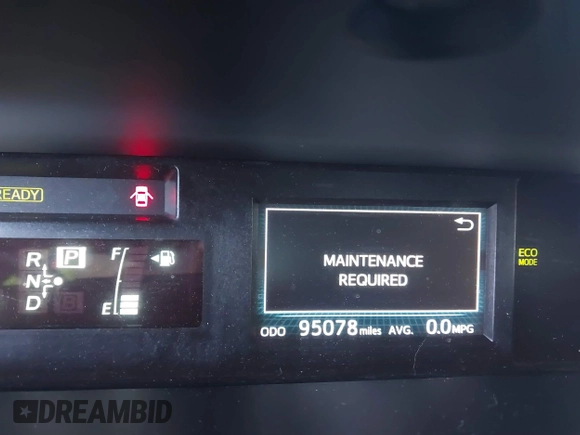 READY
MAINTENANCE
REQUIRED
R
P
F
N
D
B
E
ECO
MODE
ODO 95078 miles AVG. 0.0 MPG
DREAMBID